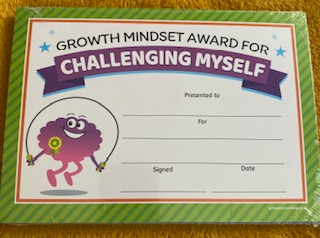 GROWTH MINDSET AWARD FOR
CHALLENGING MYSELF
Presented to
For
Signed Date